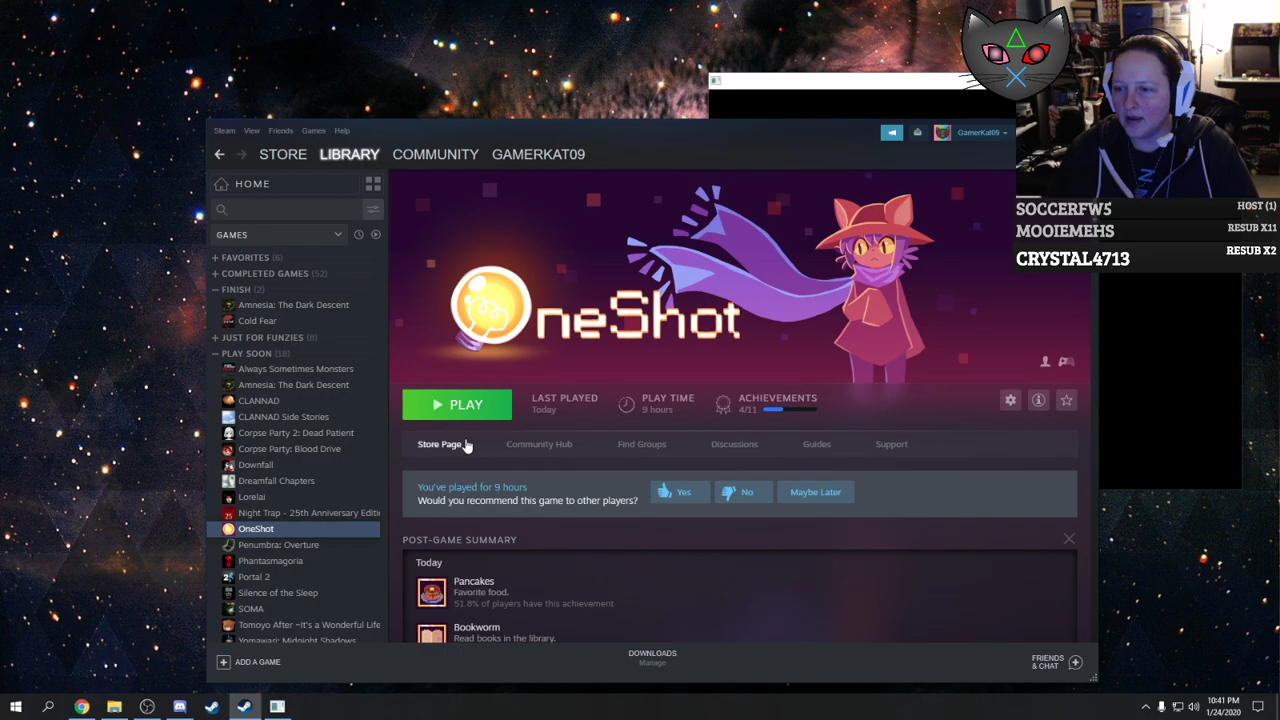 Steam View Friends Games Help
GamerKat09
STORE LIBRARY COMMUNITY GAMERKAT09
HOME
GAMES
FAVORITES (6)
COMPLETED GAMES (52)
FINISH (2)
Amnesia: The Dark Descent
Cold Fear
JUST FOR FUNZIES (8)
PLAY SOON (18)
Always Sometimes Monsters
Amnesia: The Dark Descent
CLANNAD
CLANNAD Side Stories
Corpse Party 2: Dead Patient
Corpse Party: Blood Drive
Downfall
Dreamfall Chapters
Lorelai
Night Trap - 25th Anniversary Editi
OneShot
Penumbra: Overture
Phantasmagoria
Portal 2
Silence of the Sleep
SOMA
Tomoyo After ~It's a Wonderful Life
Yomawari: Midnight Shadows
ADD A GAME
OneShot
PLAY
LAST PLAYED
Today
PLAY TIME
9 hours
ACHIEVEMENTS
4/11
Store Page Community Hub Find Groups Discussions Guides Support
You've played for 9 hours
Would you recommend this game to other players?
Yes No Maybe Later
POST-GAME SUMMARY
Today
Pancakes
Favorite food.
51.8% of players have this achievement
Bookworm
Read books in the library.
DOWNLOADS
Manage
FRIENDS
& CHAT
SOCCERFW5 HOST (1)
MOOIEMEHS RESUB X11
CRYSTAL4713 RESUB X2
10:41 PM
1/24/2020